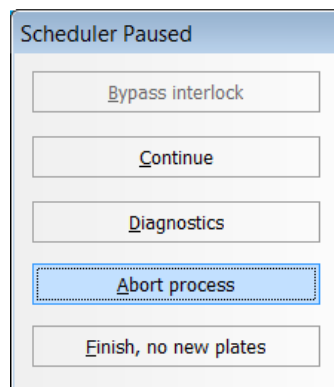 Scheduler Paused
Bypass interlock
Continue
Diagnostics
Abort process
Finish, no new plates